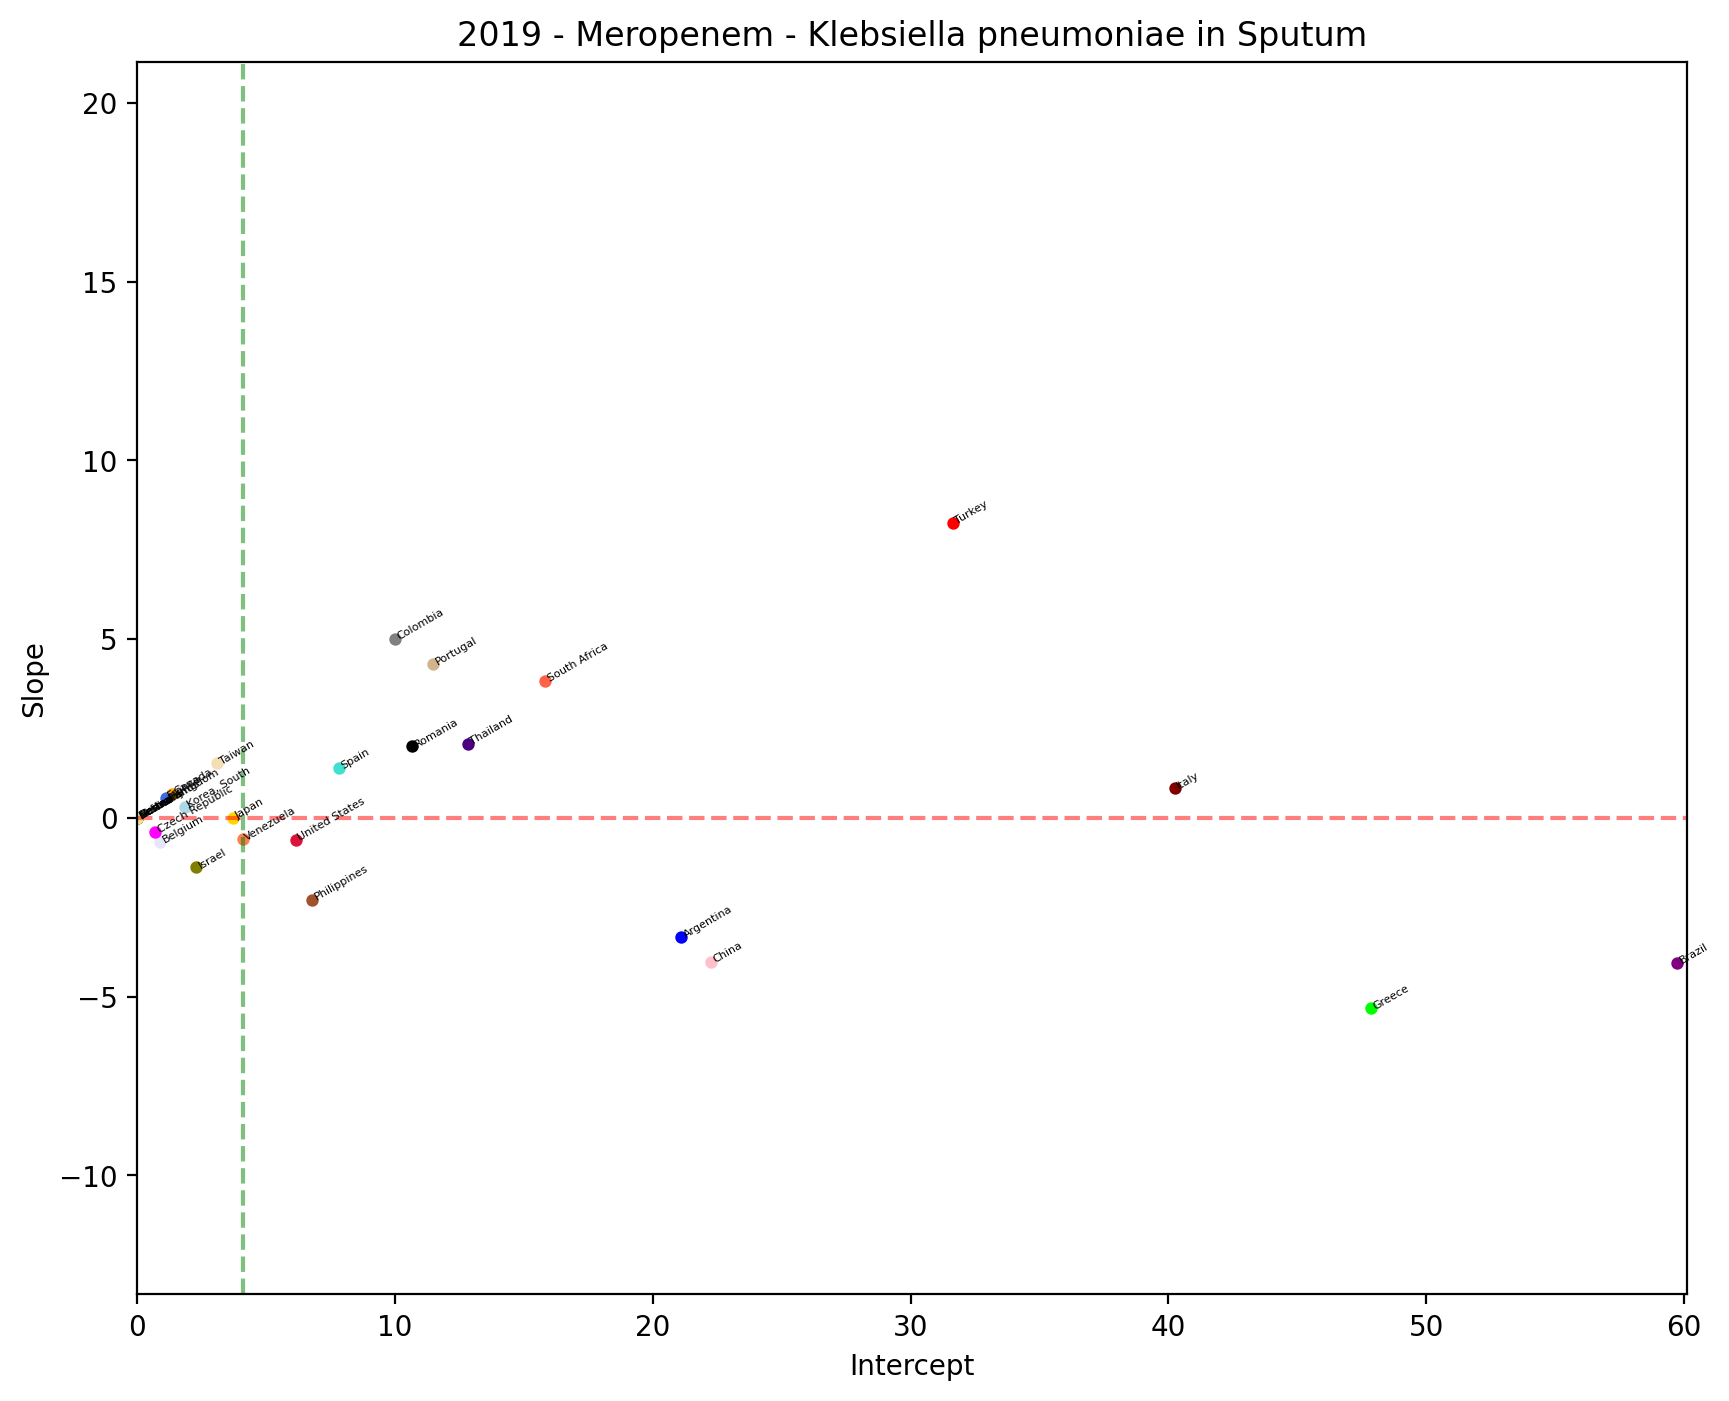 2019 - Meropenem - Klebsiella pneumoniae in Sputum
20
15
10
5
0
−5
−10
Slope
Turkey
Colombia
Portugal
South Africa
Romania
Thailand
Taiwan
Spain
Canada
Kingdom
Korea, South
Italy
Czech Republic
Japan
Belgium
Venezuela
United States
Israel
Philippines
Argentina
China
Brazil
Greece
0
10
20
30
40
50
60
Intercept